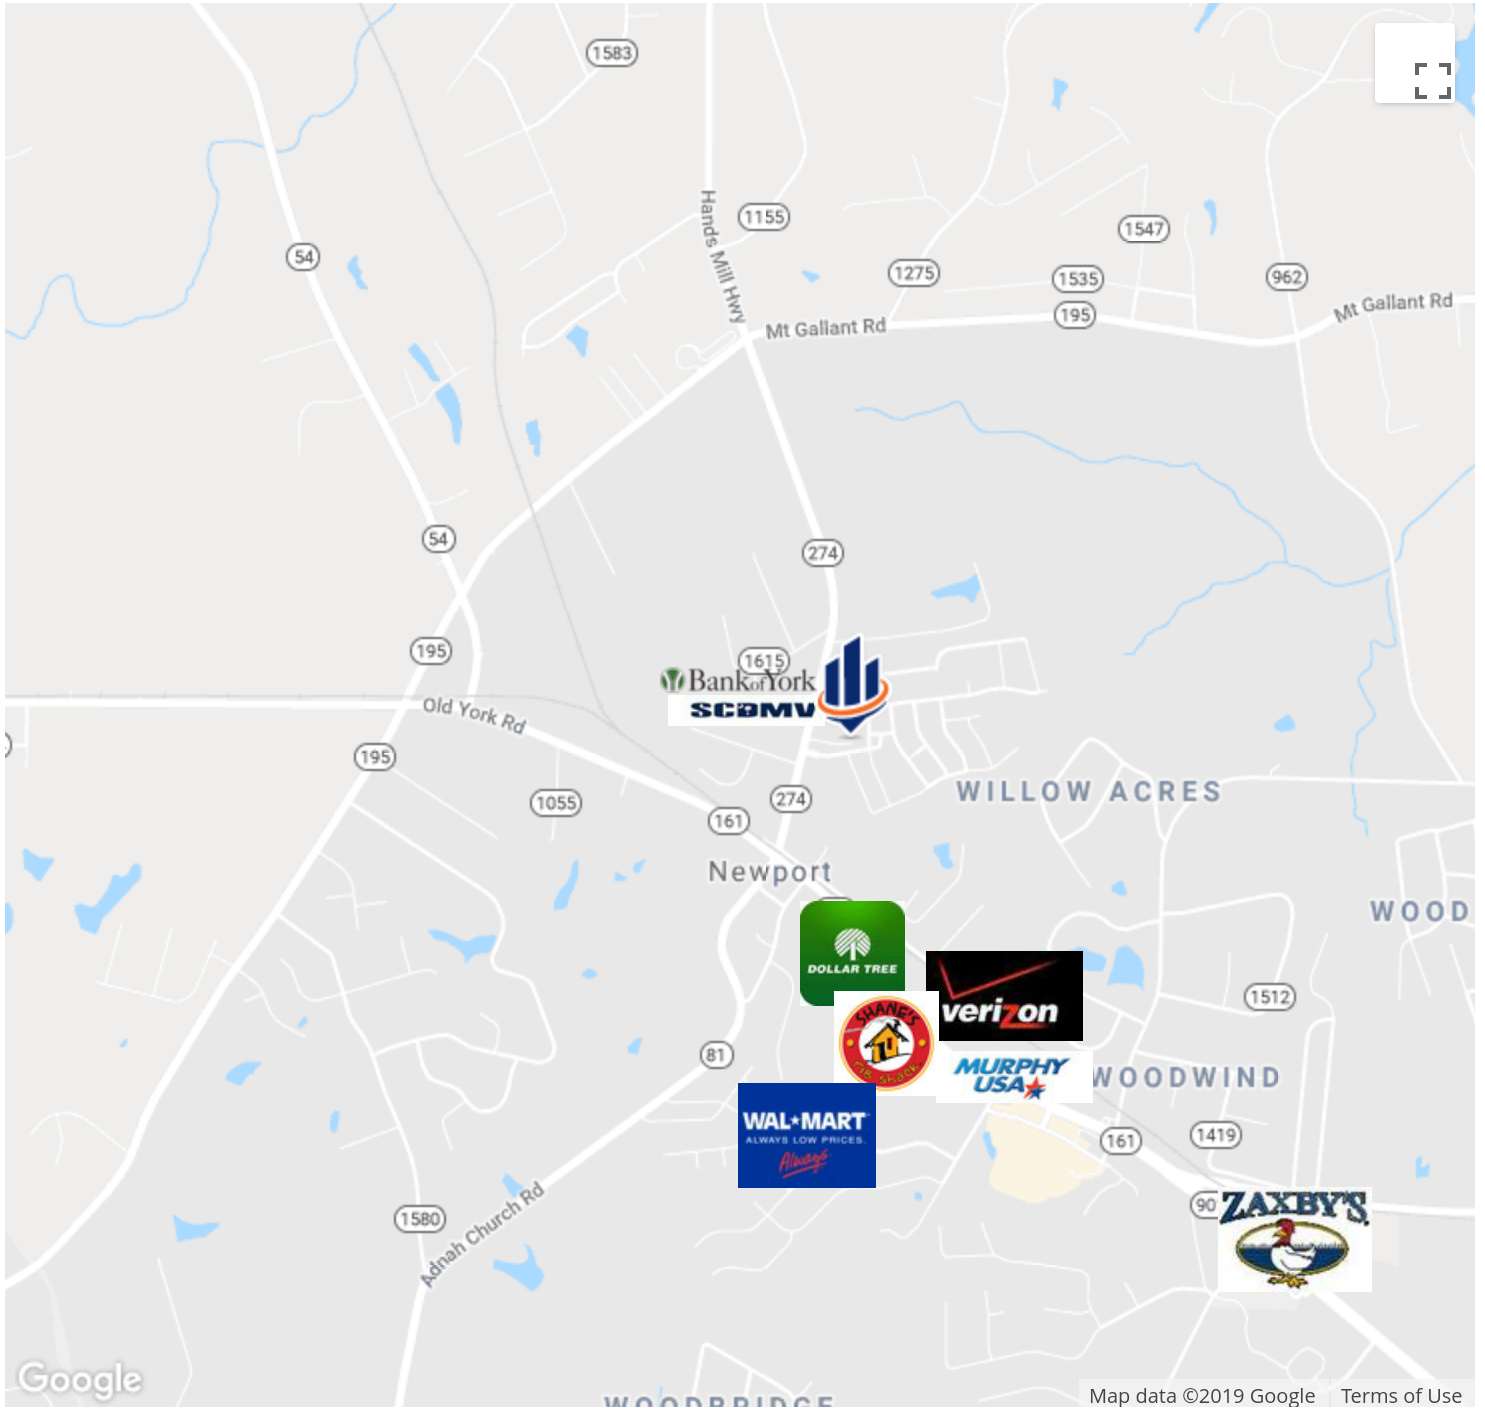 1583
Hands Mill Hwy
1155
1547
54
1275
1535
962
195
Mt Gallant Rd
Mt Gallant Rd
54
274
195
1615
Bank of York
SCDMV
Old York Rd
195
WILLOW ACRES
274
1055
161
Newport
WOOD
DOLLAR TREE
verizon
1512
SHANE'S
rib shack
81
MURPHY
USA
WOODWIND
WAL★MART
ALWAYS LOW PRICES.
Always
161
1419
Adnah Church Rd
1580
90
ZAXBY'S
Google
WOODBRIDGE
Map data ©2019 Google
Terms of Use